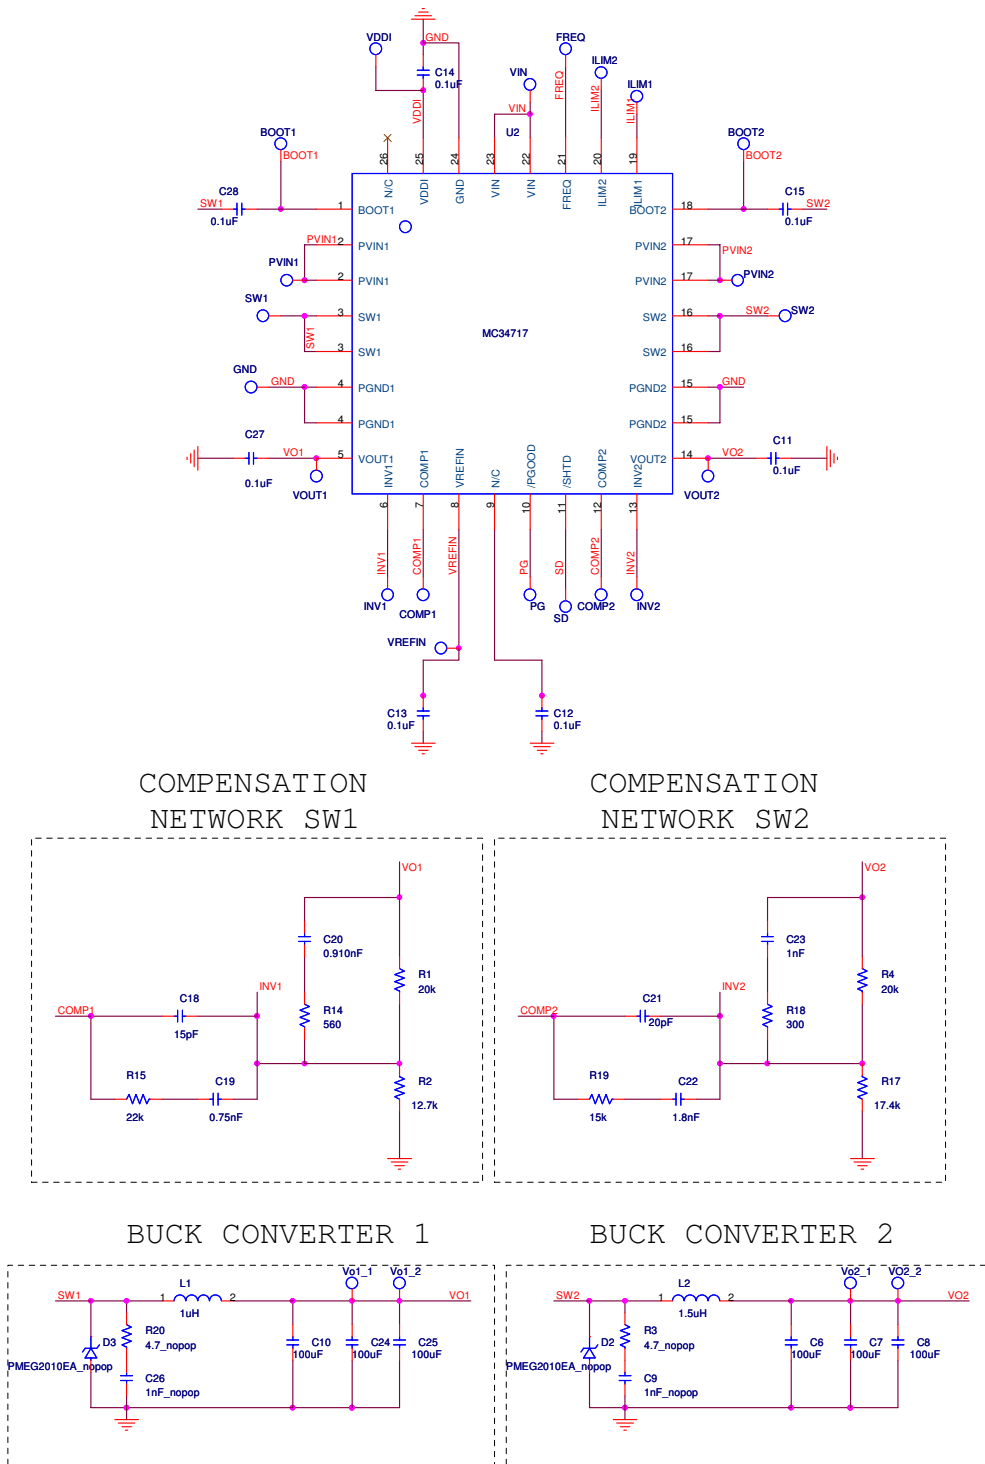 VDDI
GND
C14
0.1uF
VDDI
FREQ
FREQ
ILIM2
ILIM2
VIN
VIN
ILIM1
ILIM1
U2
BOOT1
BOOT1
BOOT2
BOOT2
26 25 24 23 22 21 20 19
N/C VDDI GND VIN VIN FREQ ILIM2 ILIM1
SW1 C28 0.1uF 1 BOOT1
BOOT2 18 C15 0.1uF SW2
PVIN1 2 PVIN1
PVIN2 17 PVIN2
PVIN1 2 PVIN1
PVIN2 17 PVIN2
SW1 3 SW1
SW2 16 SW2 SW2
SW1 3 SW1
MC34717
SW2 16
GND GND 4 PGND1
PGND2 15 GND
4 PGND1
PGND2 15
C27 0.1uF VO1 5 VOUT1
VOUT2 14 VO2 C11 0.1uF
VOUT1
VOUT2
INV1 COMP1 VREFIN N/C /PGOOD /SHTD COMP2 INV2
6 7 8 9 10 11 12 13
INV1 COMP1 VREFIN PG SD COMP2 INV2
INV1 COMP1 PG SD COMP2 INV2
VREFIN
C13
0.1uF
C12
0.1uF
COMPENSATION
NETWORK SW1
COMPENSATION
NETWORK SW2
VO1
C20
0.910nF
R1
20k
INV1
COMP1
C18
15pF
R14
560
R15
22k
C19
0.75nF
R2
12.7k
VO2
C23
1nF
R4
20k
INV2
COMP2
C21
20pF
R18
300
R19
15k
C22
1.8nF
R17
17.4k
BUCK CONVERTER 1
BUCK CONVERTER 2
SW1
L1
1 2
1uH
Vo1_1
Vo1_2
VO1
D3
PMEG2010EA_nopop
R20
4.7_nopop
C26
1nF_nopop
C10
100uF
C24
100uF
C25
100uF
SW2
L2
1 2
1.5uH
Vo2_1
VO2_2
VO2
D2
PMEG2010EA_nopop
R3
4.7_nopop
C9
1nF_nopop
C6
100uF
C7
100uF
C8
100uF